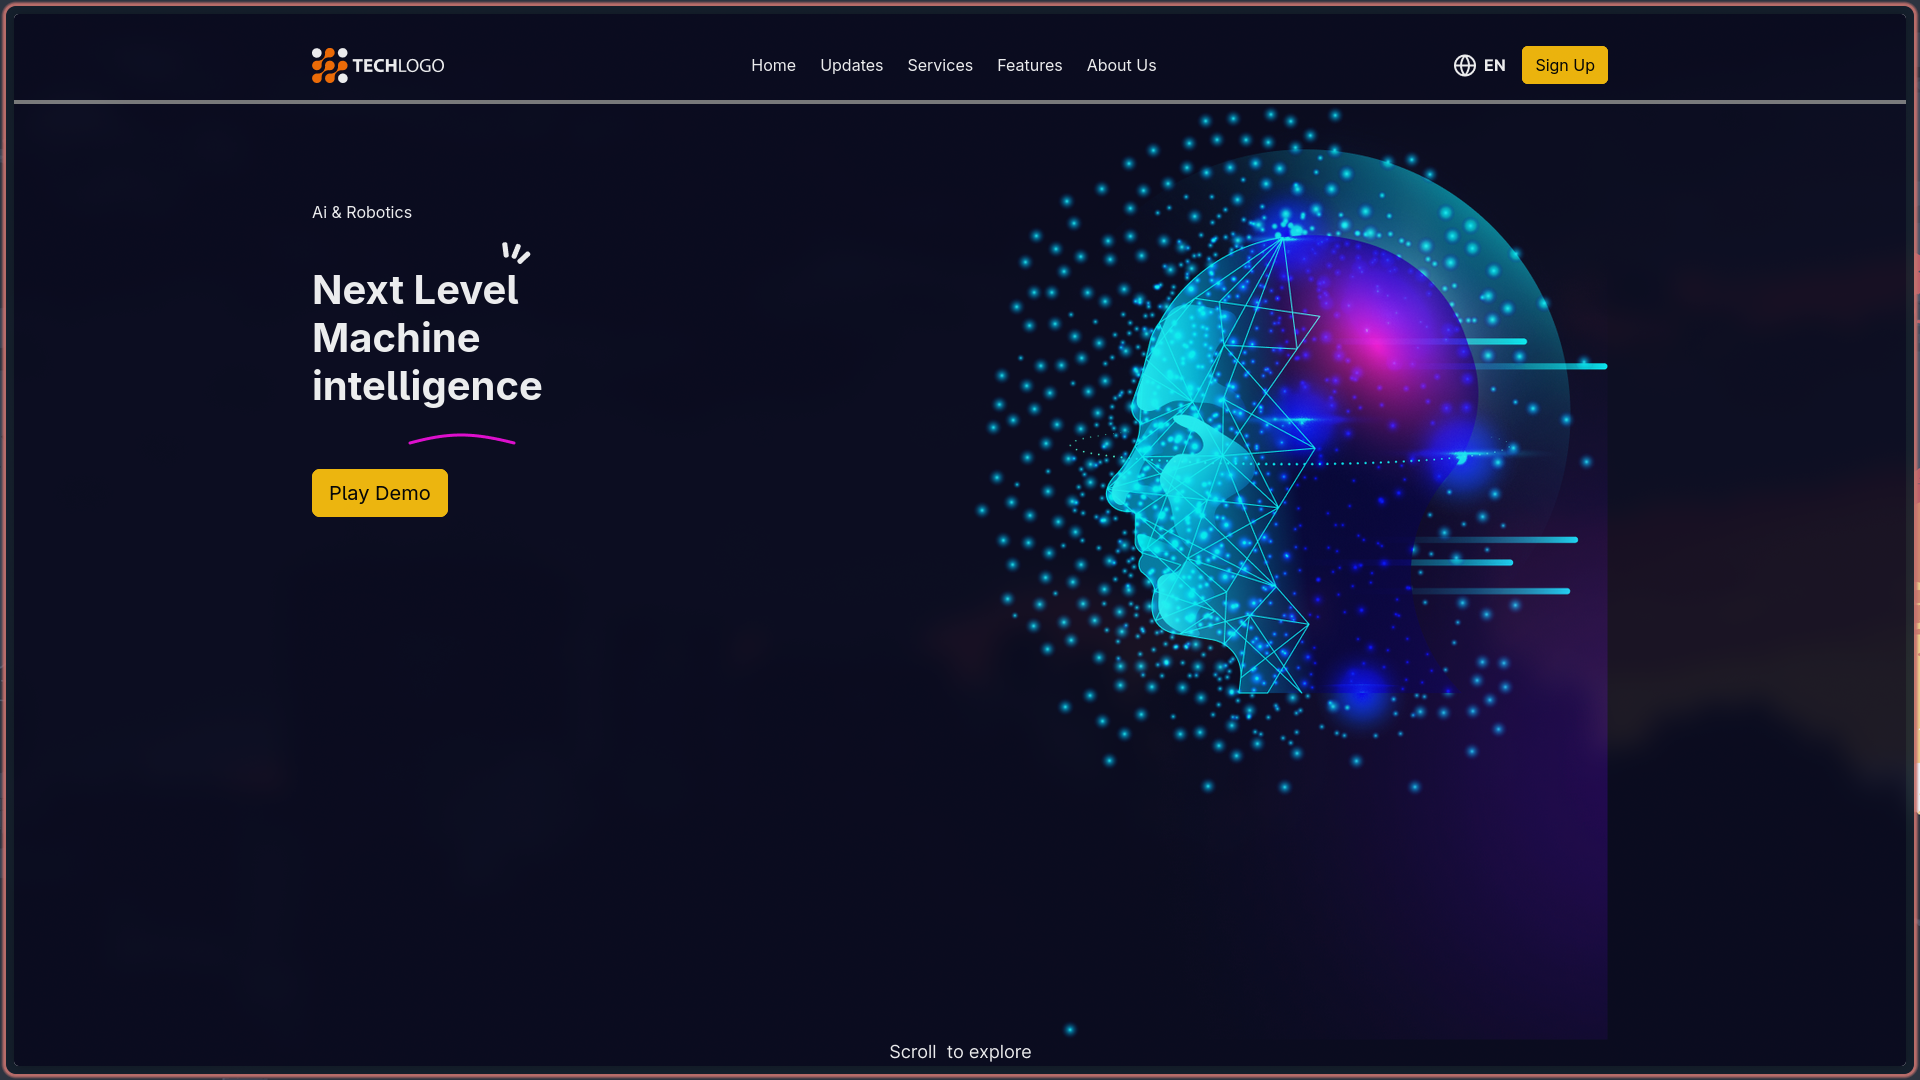 TECHLOGO
Home Updates Services Features About Us
EN Sign Up
Ai & Robotics
Next Level
Machine
intelligence
Play Demo
Scroll to explore